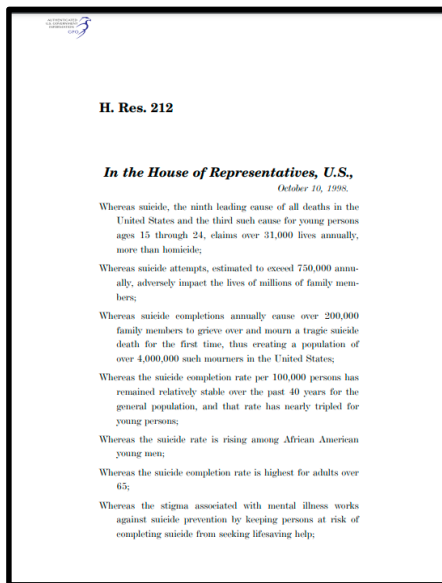 AUTHENTICATED
U.S. GOVERNMENT
INFORMATION
GPO
H. Res. 212
In the House of Representatives, U.S.,
October 10, 1998.
Whereas suicide, the ninth leading cause of all deaths in the
United States and the third such cause for young persons
ages 15 through 24, claims over 31,000 lives annually,
more than homicide;
Whereas suicide attempts, estimated to exceed 750,000 annu-
ally, adversely impact the lives of millions of family mem-
bers;
Whereas suicide completions annually cause over 200,000
family members to grieve over and mourn a tragic suicide
death for the first time, thus creating a population of
over 4,000,000 such mourners in the United States;
Whereas the suicide completion rate per 100,000 persons has
remained relatively stable over the past 40 years for the
general population, and that rate has nearly tripled for
young persons;
Whereas the suicide rate is rising among African American
young men;
Whereas the suicide completion rate is highest for adults over
65;
Whereas the stigma associated with mental illness works
against suicide prevention by keeping persons at risk of
completing suicide from seeking lifesaving help;